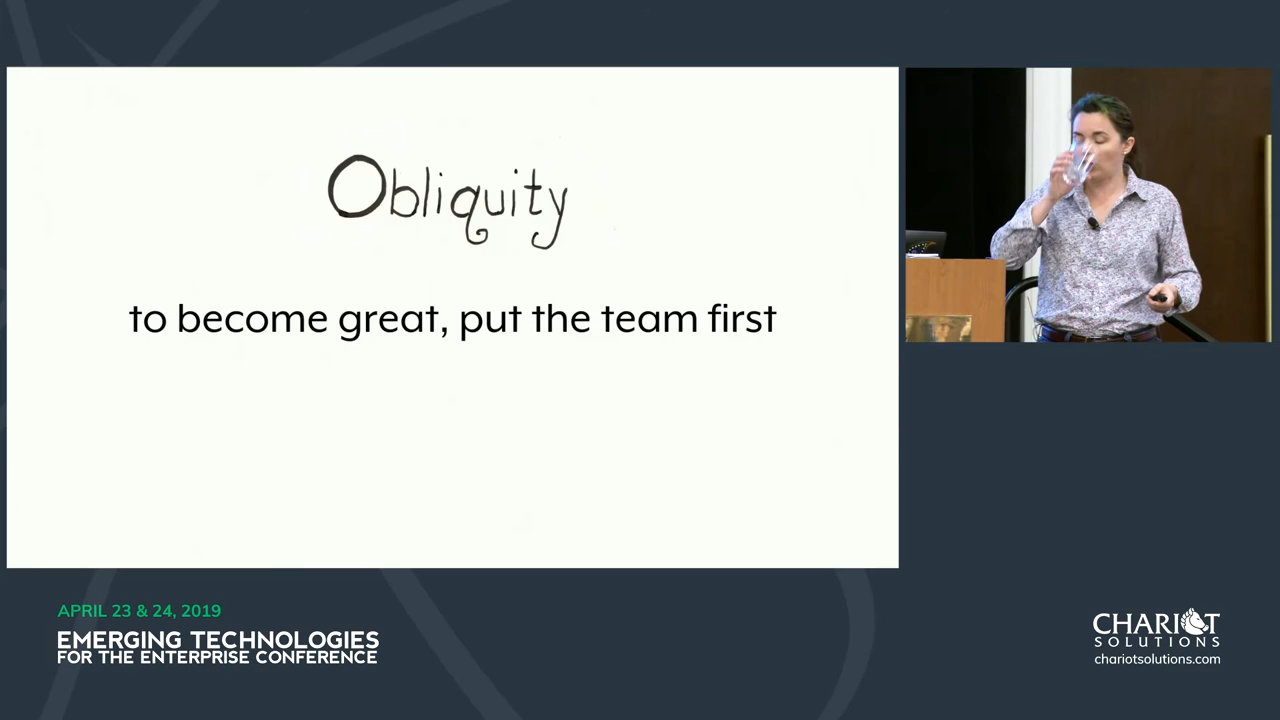 Obliquity
to become great, put the team first
APRIL 23 & 24, 2019
EMERGING TECHNOLOGIES
FOR THE ENTERPRISE CONFERENCE
CHARIOT
SOLUTIONS
chariotsolutions.com